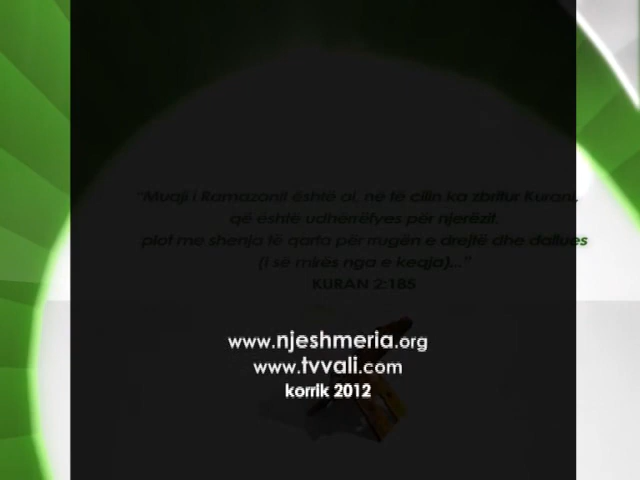 “Muaji i Ramazanit është ai, në të cilin ka zbritur Kurani,
që është udhërrëfyes për njerëzit,
plot me shenja të qarta për rrugën e drejtë dhe dallues
(i së mirës nga e keqja)...”
KURAN 2:185
www.njeshmeria.org
www.tvvali.com
korrik 2012